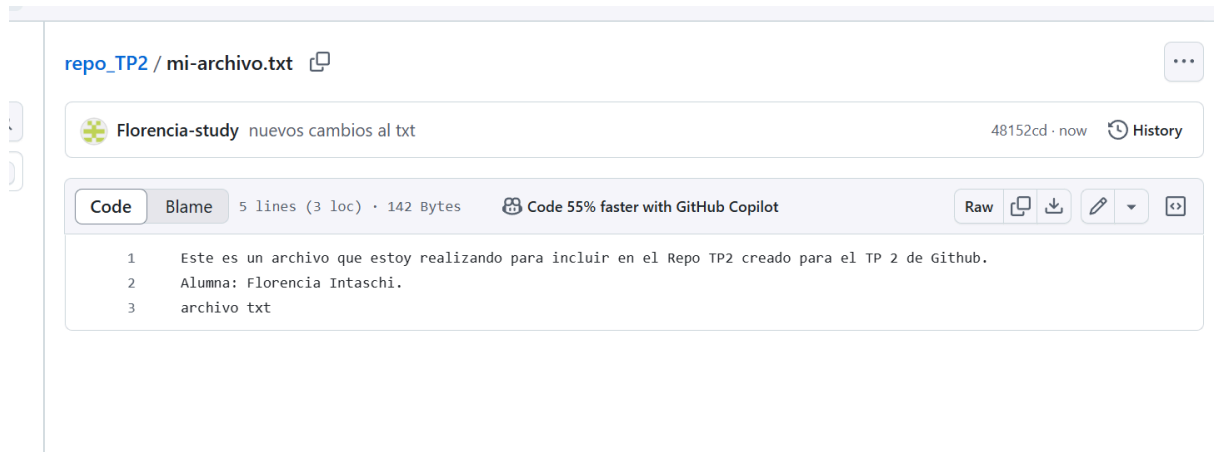 repo_TP2 / mi-archivo.txt
Florencia-study nuevos cambios al txt 48152cd · now History
Code Blame 5 lines (3 loc) · 142 Bytes Code 55% faster with GitHub Copilot Raw
1 Este es un archivo que estoy realizando para incluir en el Repo TP2 creado para el TP 2 de Github.
2 Alumna: Florencia Intaschi.
3 archivo txt